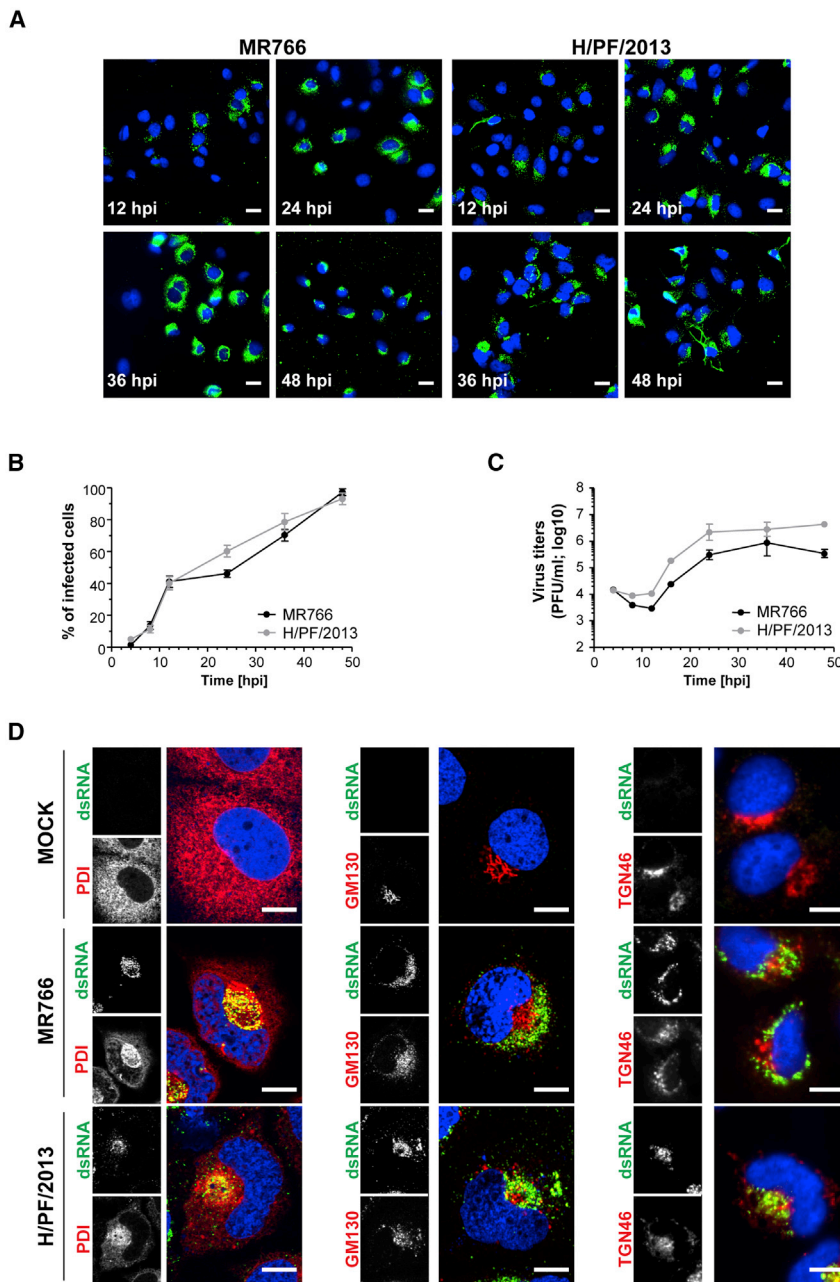 A
MR766 H/PF/2013
12 hpi 24 hpi 12 hpi 24 hpi
36 hpi 48 hpi 36 hpi 48 hpi
B
% of infected cells
100
80
60
40
20
0
MR766
H/PF/2013
0 10 20 30 40 50
Time [hpi]
C
Virus titers
(PFU/ml; log10)
8
7
6
5
4
3
2
MR766
H/PF/2013
0 10 20 30 40 50
Time [hpi]
D
MOCK
dsRNA dsRNA dsRNA
PDI GM130 TGN46
MR766
dsRNA dsRNA dsRNA
PDI GM130 TGN46
H/PF/2013
dsRNA dsRNA dsRNA
PDI GM130 TGN46